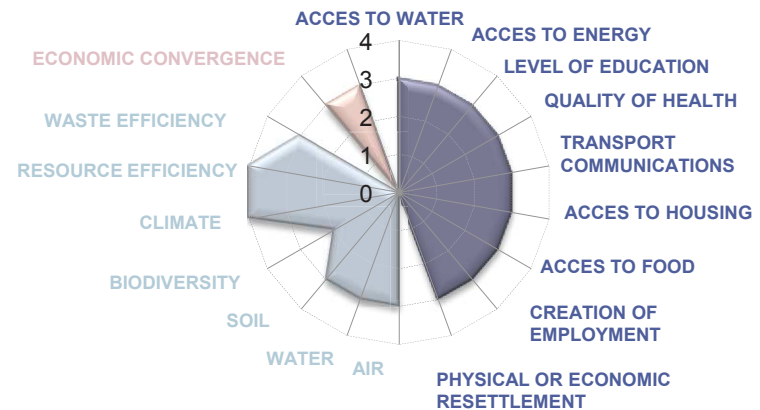 ACCES TO WATER
ACCES TO ENERGY
LEVEL OF EDUCATION
QUALITY OF HEALTH
TRANSPORT
COMMUNICATIONS
ACCES TO HOUSING
ACCES TO FOOD
CREATION OF
EMPLOYMENT
PHYSICAL OR ECONOMIC
RESETTLEMENT
AIR
WATER
SOIL
BIODIVERSITY
CLIMATE
RESOURCE EFFICIENCY
WASTE EFFICIENCY
ECONOMIC CONVERGENCE
4
3
2
1
0